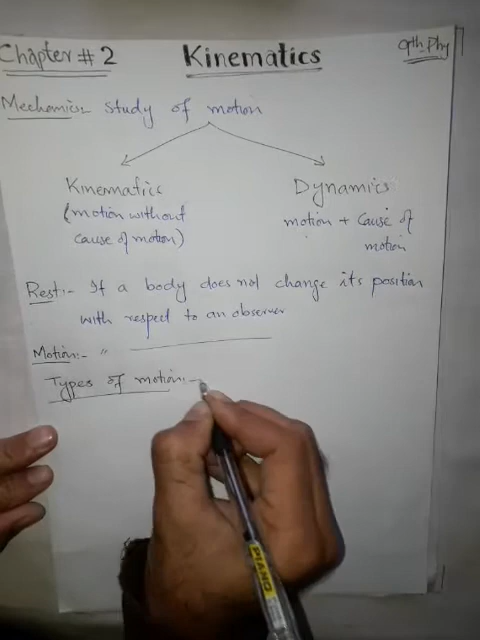 Chapter # 2 Kinematics 9th Phy
Mechanics:- Study of motion
Kinematics Dynamics
(motion without motion + Cause of
cause of motion) motion
Rest:- If a body does not change its position
with respect to an observer
Motion:- "
Types of motion:-
PIANO